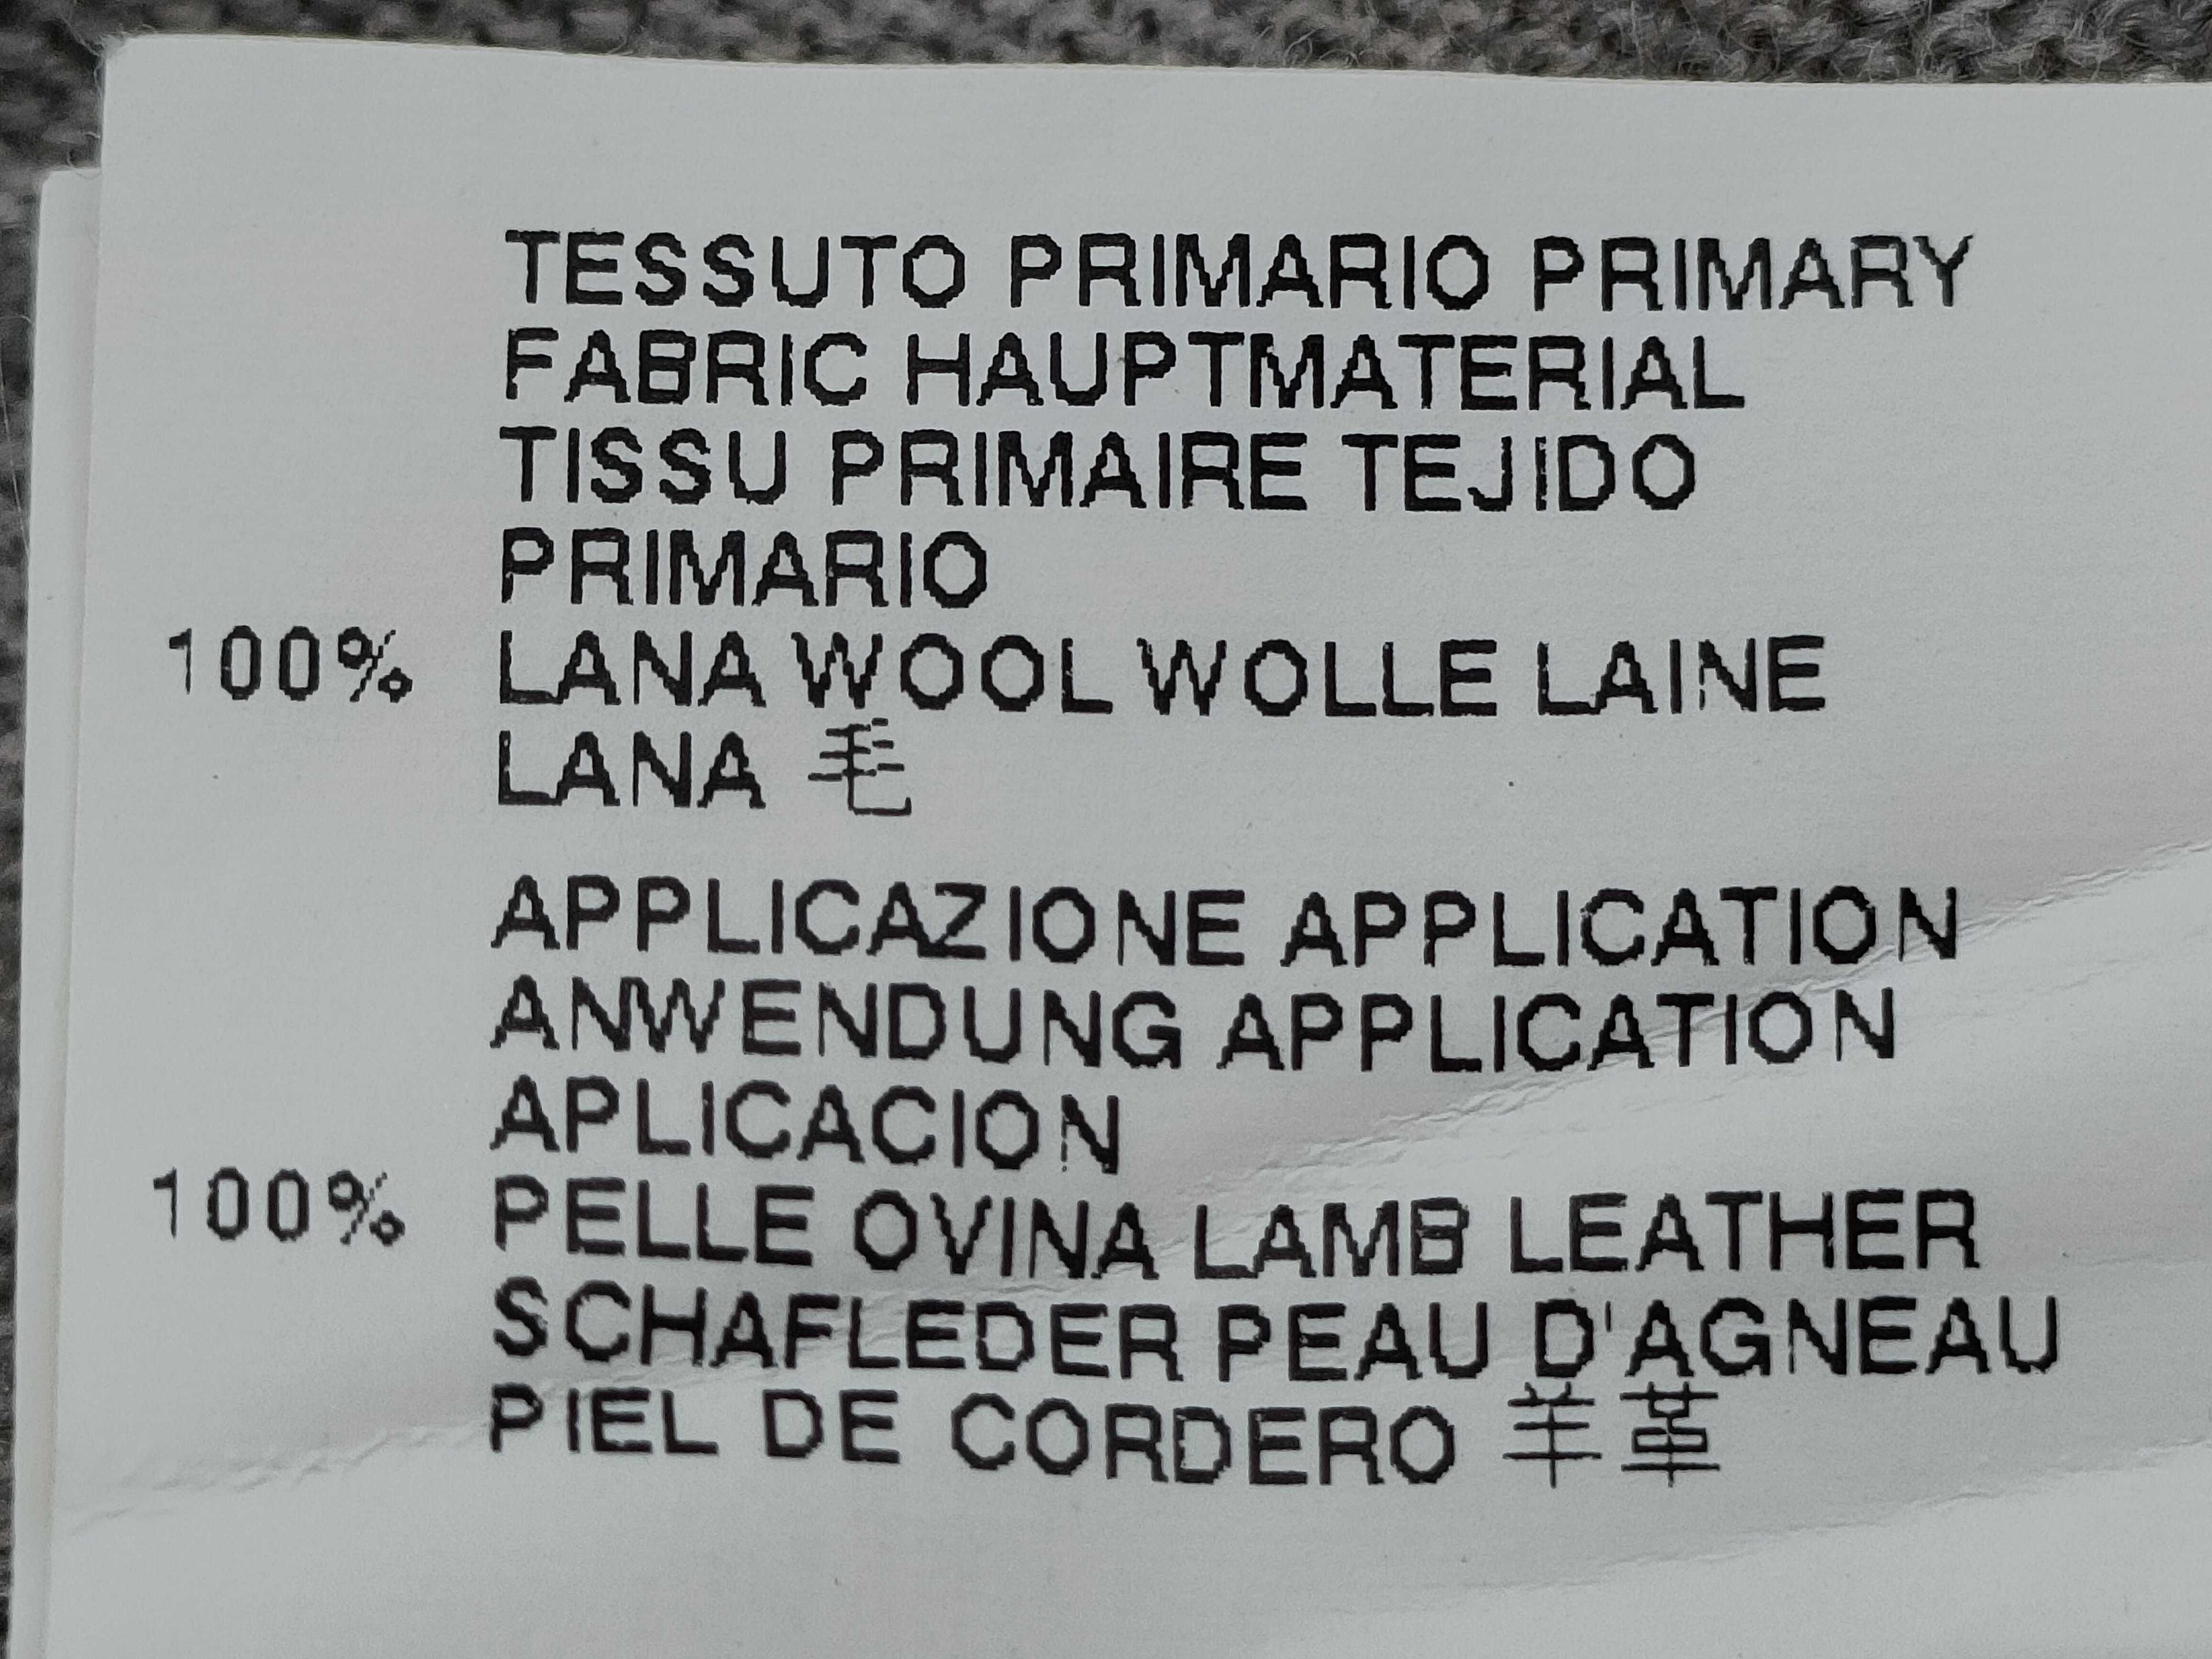 TESSUTO PRIMARIO PRIMARY
FABRIC HAUPTMATERIAL
TISSU PRIMAIRE TEJIDO
PRIMARIO
100% LANA WOOL WOLLE LAINE
LANA 毛
APPLICAZIONE APPLICATION
ANWENDUNG APPLICATION
APLICACION
100% PELLE OVINA LAMB LEATHER
SCHAFLEDER PEAU D'AGNEAU
PIEL DE CORDERO 羊革